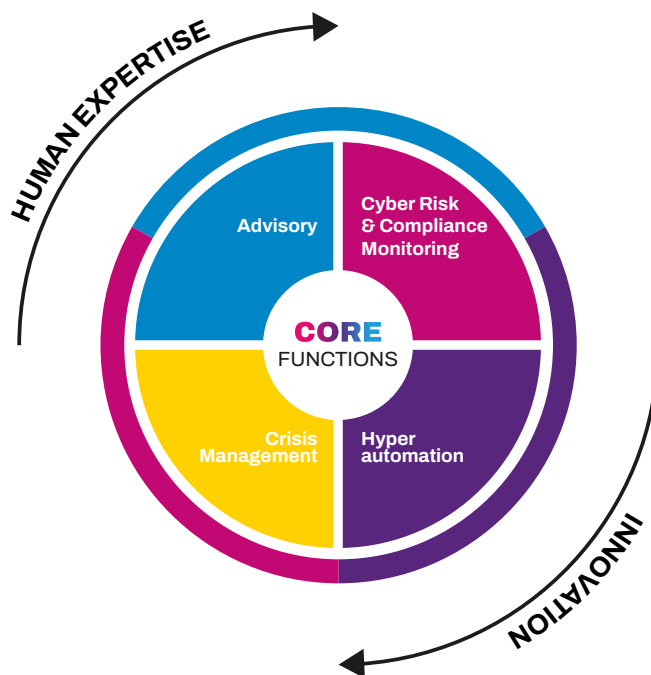 HUMAN EXPERTISE
Advisory
Cyber Risk
& Compliance
Monitoring
CORE
FUNCTIONS
Crisis
Management
Hyper
automation
INNOVATION